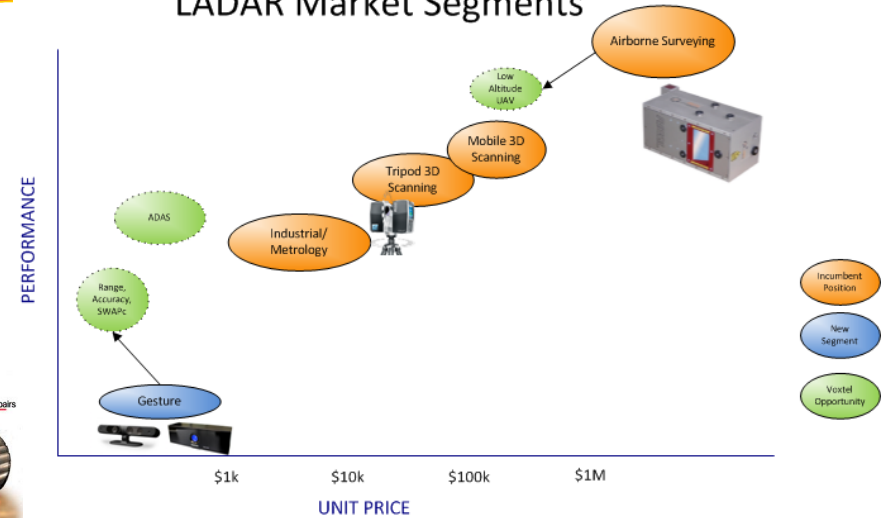 LADAR Market Segments
Airborne Surveying
Low
Altitude
UAV
Mobile 3D
Scanning
Tripod 3D
Scanning
ADAS
Industrial/
Metrology
Range,
Accuracy,
SWAPc
Gesture
PERFORMANCE
$1k
$10k
$100k
$1M
UNIT PRICE
Incumbent
Position
New
Segment
Voxtel
Opportunity